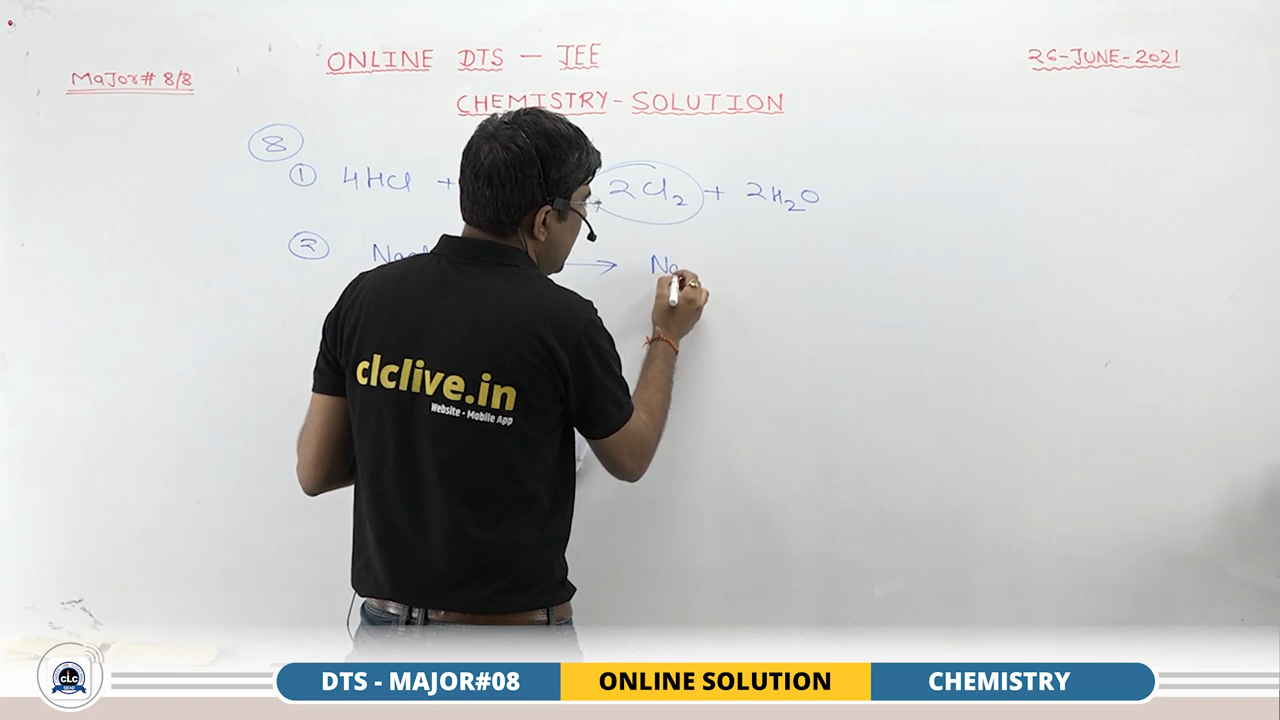 ONLINE DTS - JEE
26-JUNE-2021
MaJor# 8/8
CHEMISTRY-SOLUTION
8
① 4HCl + 2Cl₂ + 2H₂O
② → Na
clclive.in
Website • Mobile App
CLC
DTS - MAJOR#08 ONLINE SOLUTION CHEMISTRY